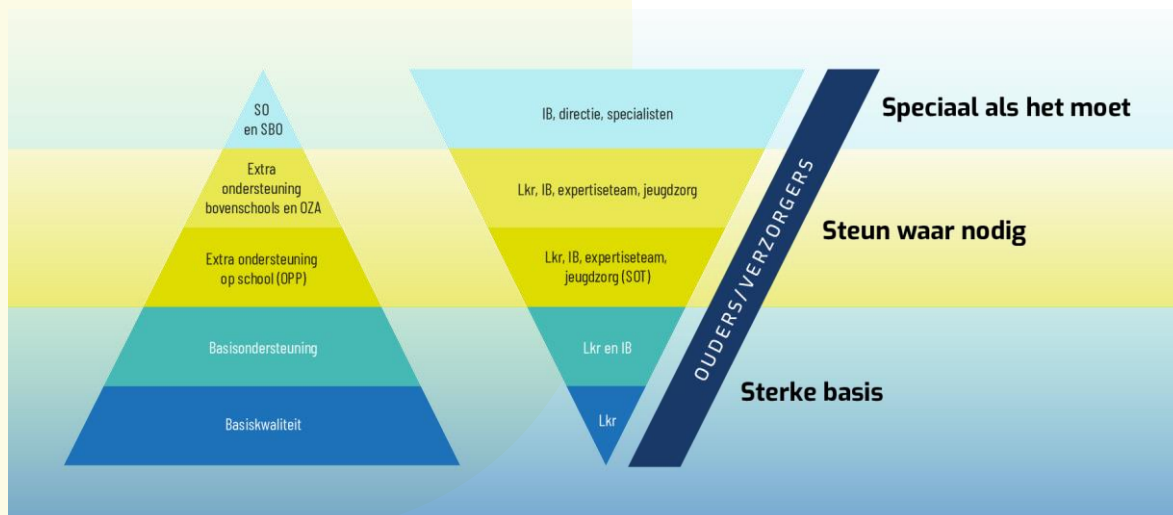 SO
en SBO
IB, directie, specialisten
Speciaal als het moet
Extra
ondersteuning
bovenschools en OZA
Lkr, IB, expertiseteam, jeugdzorg
Steun waar nodig
Extra ondersteuning
op school (OPP)
Lkr, IB, expertiseteam,
jeugdzorg (SOT)
OUDERS/VERZORGERS
Basisondersteuning
Lkr en IB
Sterke basis
Basiskwaliteit
Lkr